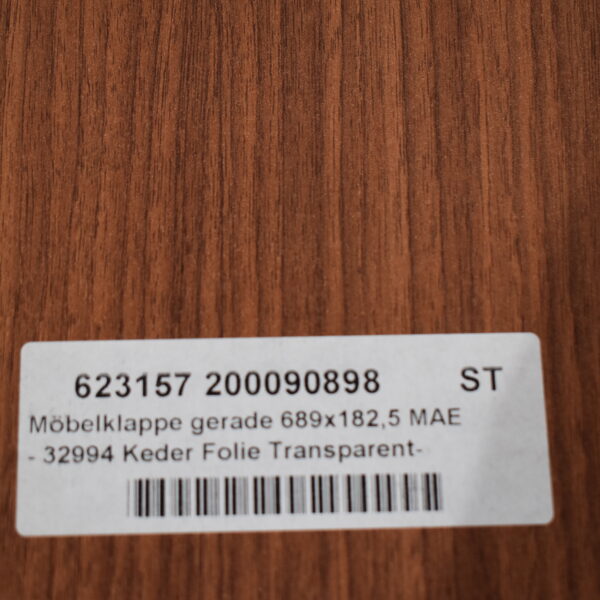 623157 200090898 ST
Möbelklappe gerade 689x182,5 MAE
- 32994 Keder Folie Transparent-